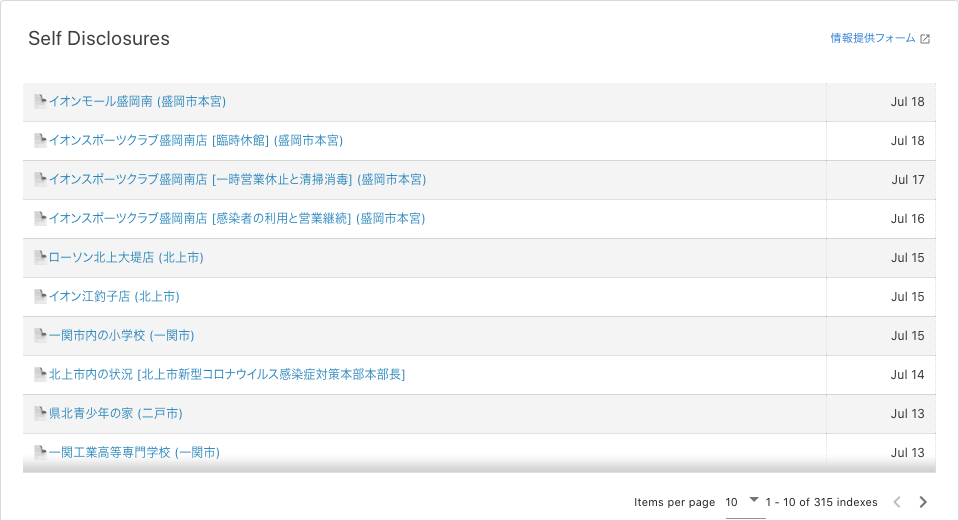 Self Disclosures
情報提供フォーム
イオンモール盛岡南 (盛岡市本宮)
Jul 18
イオンスポーツクラブ盛岡南店 [臨時休館] (盛岡市本宮)
Jul 18
イオンスポーツクラブ盛岡南店 [一時営業休止と清掃消毒] (盛岡市本宮)
Jul 17
イオンスポーツクラブ盛岡南店 [感染者の利用と営業継続] (盛岡市本宮)
Jul 16
ローソン北上大堤店 (北上市)
Jul 15
イオン江釣子店 (北上市)
Jul 15
一関市内の小学校 (一関市)
Jul 15
北上市内の状況 [北上市新型コロナウイルス感染症対策本部本部長]
Jul 14
県北青少年の家 (二戸市)
Jul 13
一関工業高等専門学校 (一関市)
Jul 13
Items per page 10 1 - 10 of 315 indexes